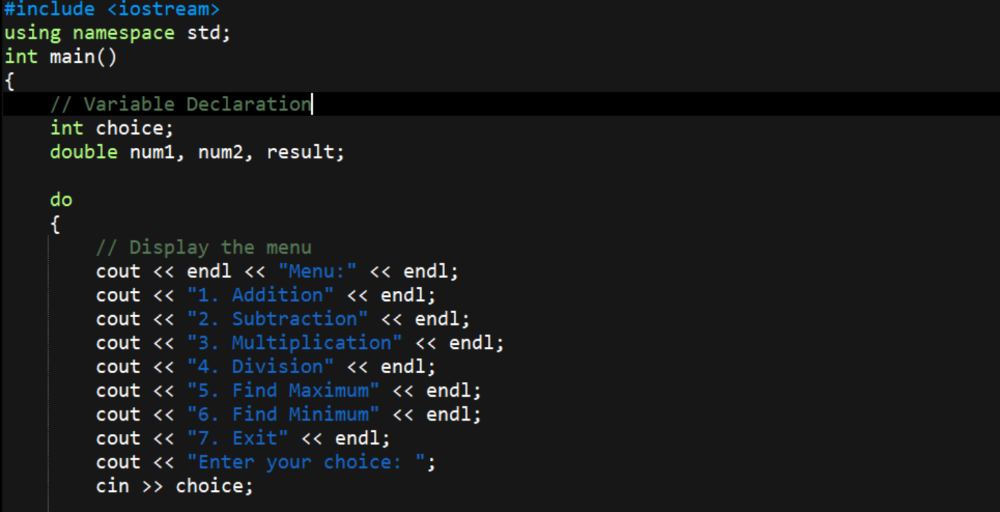 #include <iostream>
using namespace std;
int main()
{
    // Variable Declaration
    int choice;
    double num1, num2, result;

    do
    {
        // Display the menu
        cout << endl << "Menu:" << endl;
        cout << "1. Addition" << endl;
        cout << "2. Subtraction" << endl;
        cout << "3. Multiplication" << endl;
        cout << "4. Division" << endl;
        cout << "5. Find Maximum" << endl;
        cout << "6. Find Minimum" << endl;
        cout << "7. Exit" << endl;
        cout << "Enter your choice: ";
        cin >> choice;